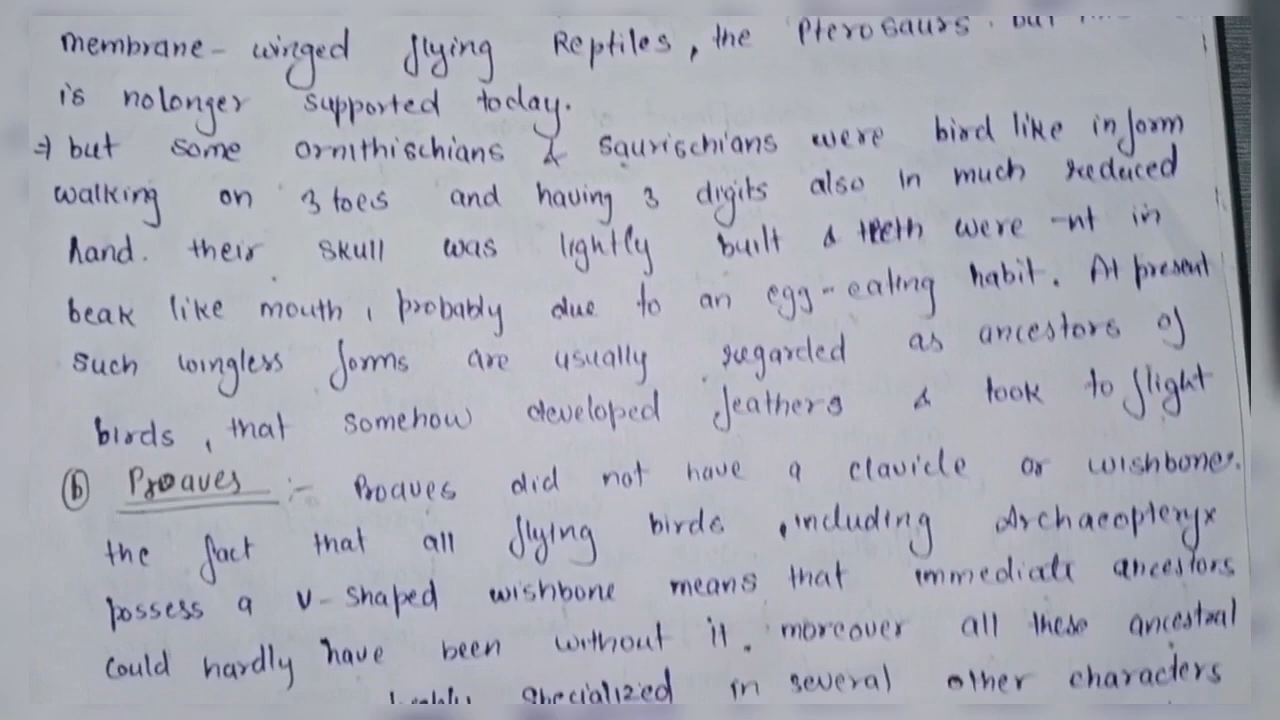 membrane - winged flying Reptiles, the Pterosaurs. but
is nolonger supported today.
⇒ but some ornithischians & saurischians were bird like in form
walking on 3 toes and having 3 digits also in much reduced
hand. their skull was lightly built & teeth were -nt in
beak like mouth, probably due to an egg-eating habit. At present
such wingless forms are usually regarded as ancestors of
birds, that somehow developed feathers & took to flight
(b) Proaves :- Proaves did not have a clavicle or wishbone.
the fact that all flying birds, including Archaeopteryx
possess a v-shaped wishbone means that immediate ancestors
could hardly have been without it. moreover all these ancestral
highly specialized in several other characters